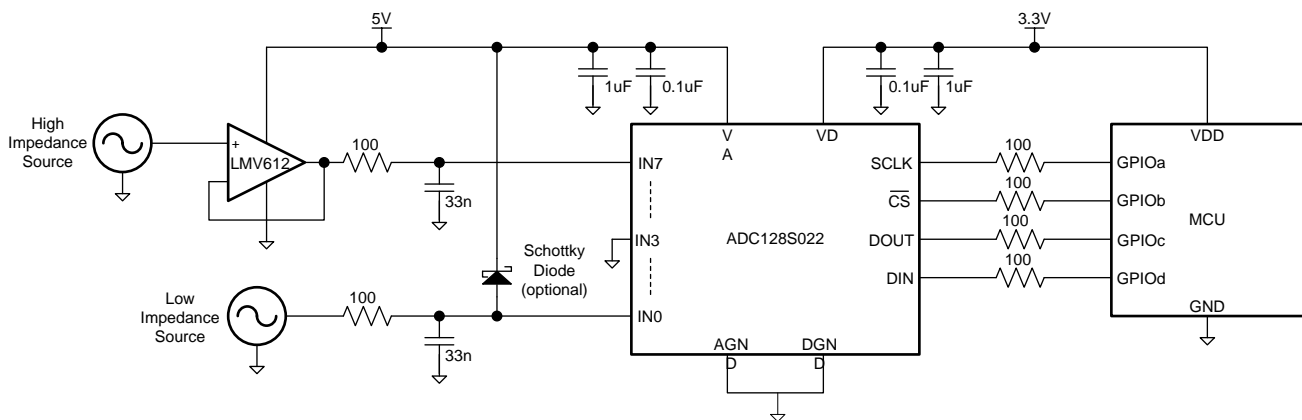 5V
3.3V
1uF
0.1uF
0.1uF
1uF
High
Impedance
Source
+
LMV612
100
33n
V
A
VD
IN7
IN3
IN0
ADC128S022
SCLK
CS
DOUT
DIN
AGN
D
DGN
D
100
100
100
100
VDD
GPIOa
GPIOb
GPIOc
GPIOd
MCU
GND
Schottky
Diode
(optional)
Low
Impedance
Source
100
33n